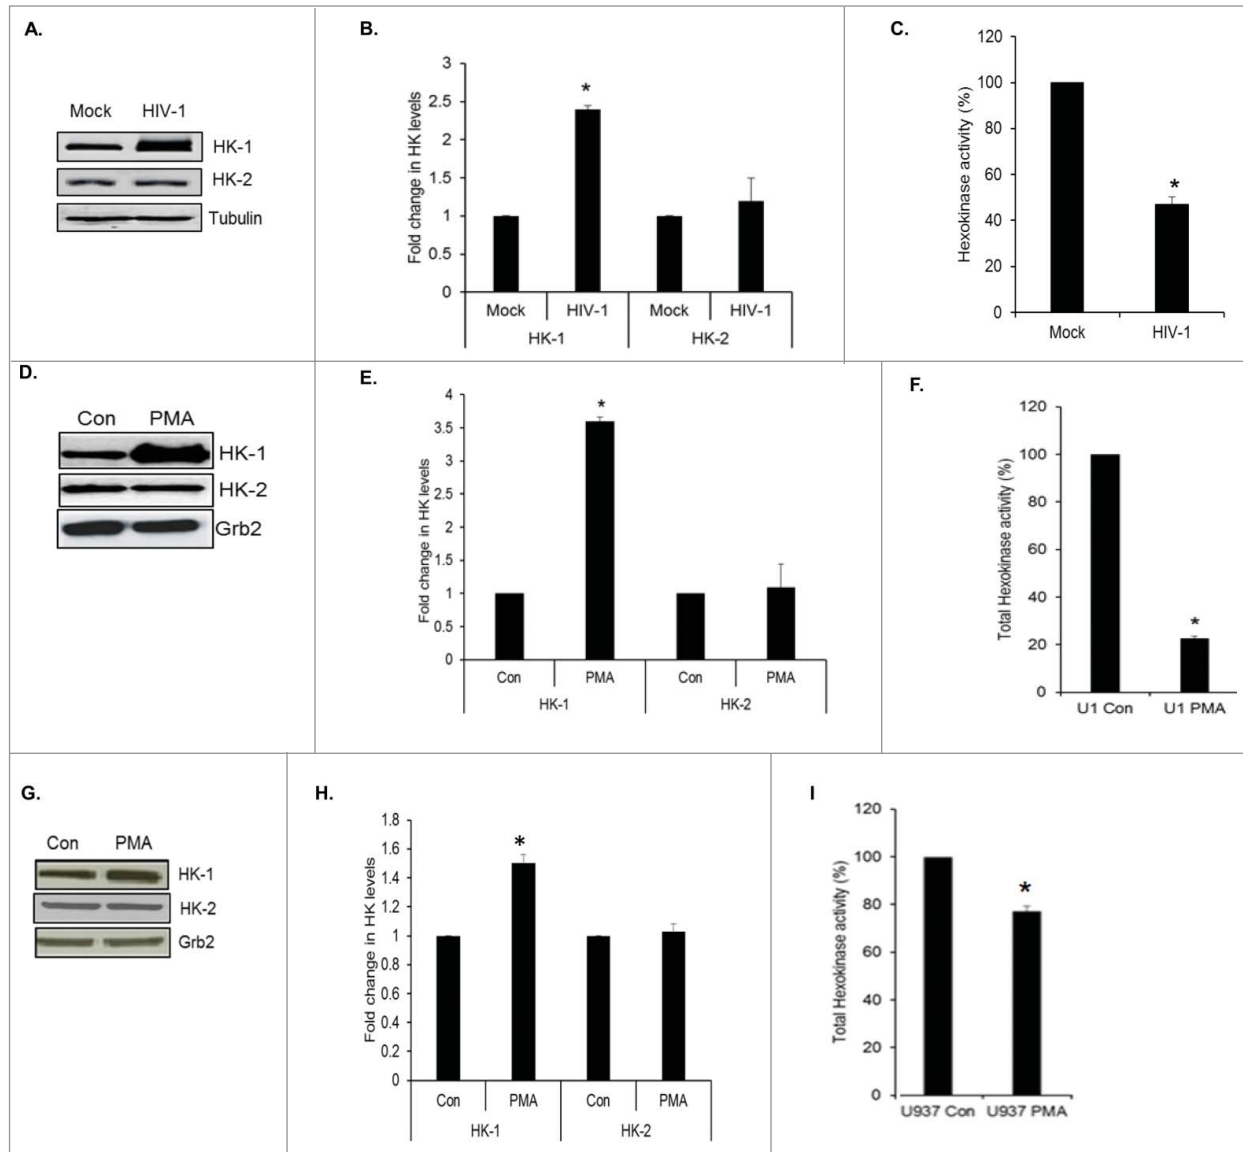 A.
Mock HIV-1
HK-1
HK-2
Tubulin
B.
Fold change in HK levels
3
2.5
2
1.5
1
0.5
0
*
Mock HIV-1 Mock HIV-1
HK-1 HK-2
C.
Hexokinase activity (%)
120
100
80
60
40
20
0
*
Mock HIV-1
D.
Con PMA
HK-1
HK-2
Grb2
E.
Fold change in HK levels
4
3.5
3
2.5
2
1.5
1
0.5
0
*
Con PMA Con PMA
HK-1 HK-2
F.
Total Hexokinase activity (%)
120
100
80
60
40
20
0
*
U1 Con U1 PMA
G.
Con PMA
HK-1
HK-2
Grb2
H.
Fold change in HK levels
1.8
1.6
1.4
1.2
1
0.8
0.6
0.4
0.2
0
*
Con PMA Con PMA
HK-1 HK-2
I
Total Hexokinase activity (%)
120
100
80
60
40
20
0
*
U937 Con U937 PMA